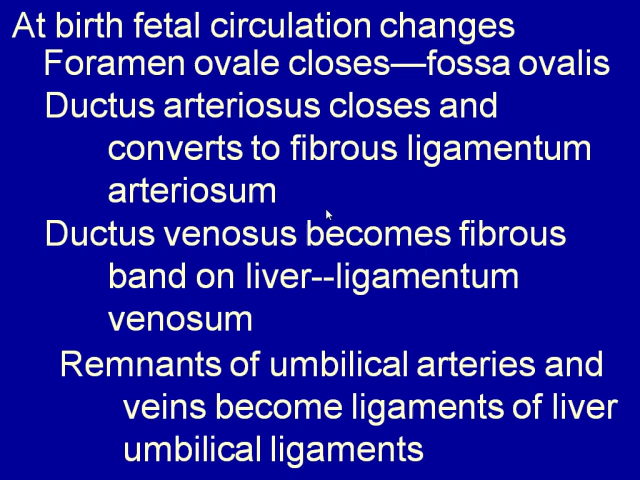 At birth fetal circulation changes
Foramen ovale closes—fossa ovalis
Ductus arteriosus closes and
converts to fibrous ligamentum
arteriosum
Ductus venosus becomes fibrous
band on liver--ligamentum
venosum
Remnants of umbilical arteries and
veins become ligaments of liver
umbilical ligaments